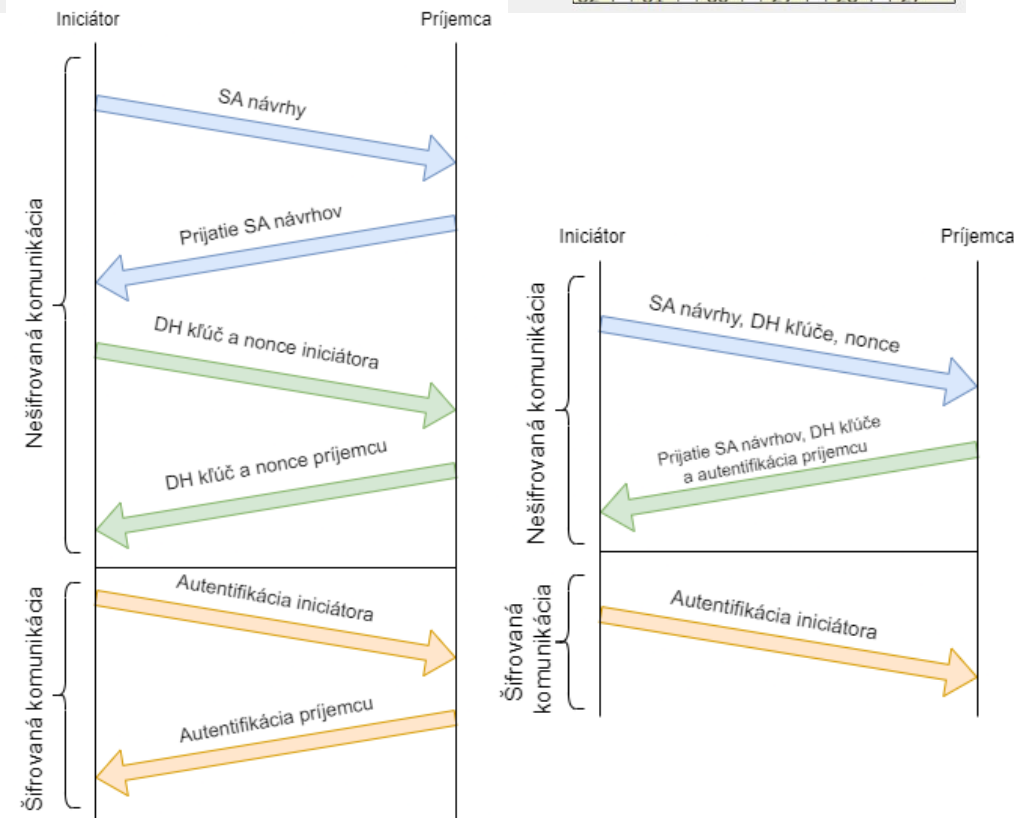 Iniciátor
Príjemca
Nešifrovaná komunikácia
SA návrhy
Prijatie SA návrhov
DH kľúč a nonce iniciátora
DH kľúč a nonce príjemcu
Šifrovaná komunikácia
Autentifikácia iniciátora
Autentifikácia príjemcu
Iniciátor
Príjemca
Nešifrovaná komunikácia
SA návrhy, DH kľúče, nonce
Prijatie SA návrhov, DH kľúče
a autentifikácia príjemcu
Šifrovaná
komunikácia
Autentifikácia iniciátora